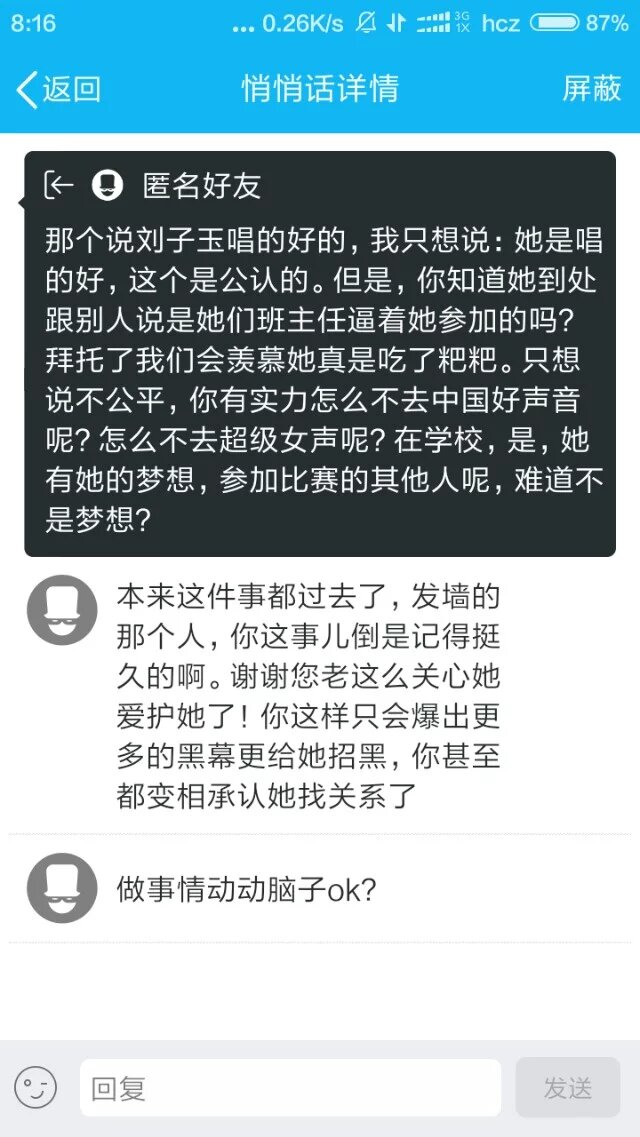 8:16 ... 0.26K/s 3G 1X hcz 87%
返回 悄悄话详情 屏蔽
匿名好友
那个说刘子玉唱的好的，我只想说：她是唱
的好，这个是公认的。但是，你知道她到处
跟别人说是她们班主任逼着她参加的吗？
拜托了我们会羡慕她真是吃了粑粑。只想
说不公平，你有实力怎么不去中国好声音
呢？怎么不去超级女声呢？在学校，是，她
有她的梦想，参加比赛的其他人呢，难道不
是梦想？
本来这件事都过去了，发墙的
那个人，你这事儿倒是记得挺
久的啊。谢谢您老这么关心她
爱护她了！你这样只会爆出更
多的黑幕更给她招黑，你甚至
都变相承认她找关系了
做事情动动脑子ok？
回复 发送